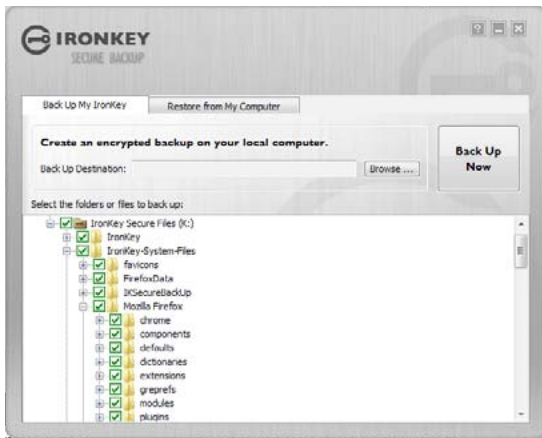 IRONKEY
SECURE BACKUP
Back Up My IronKey
Restore from My Computer
Create an encrypted backup on your local computer.
Back Up Destination:
Browse ...
Back Up Now
Select the folders or files to back up:
IronKey Secure Files (K:)
IronKey
IronKey-System-Files
favicons
FirefoxData
IKSecureBackUp
Mozilla Firefox
chrome
components
defaults
dictionaries
extensions
greprefs
modules
plugins